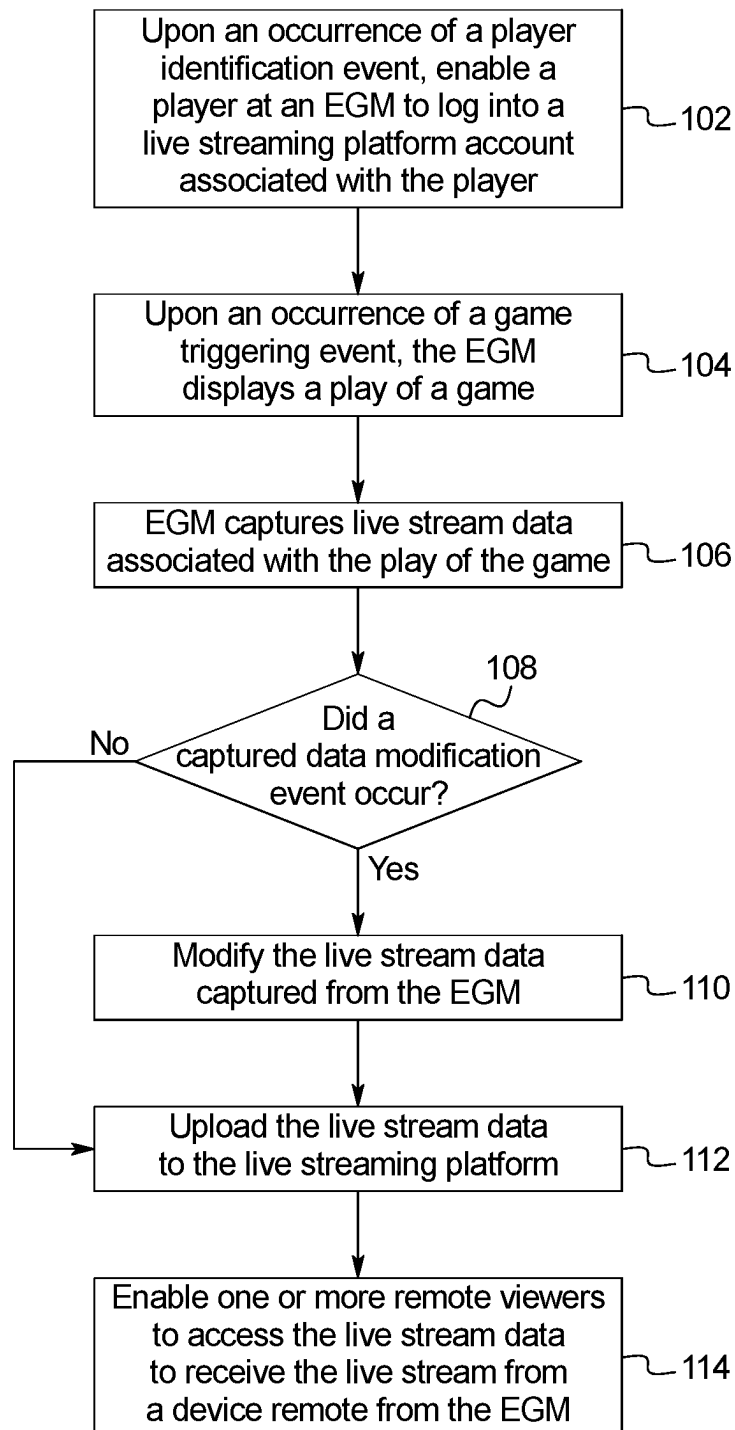 Upon an occurrence of a player
identification event, enable a
player at an EGM to log into a
live streaming platform account
associated with the player
102
Upon an occurrence of a game
triggering event, the EGM
displays a play of a game
104
EGM captures live stream data
associated with the play of the game
106
108
Did a
captured data modification
event occur?
No
Yes
Modify the live stream data
captured from the EGM
110
Upload the live stream data
to the live streaming platform
112
Enable one or more remote viewers
to access the live stream data
to receive the live stream from
a device remote from the EGM
114